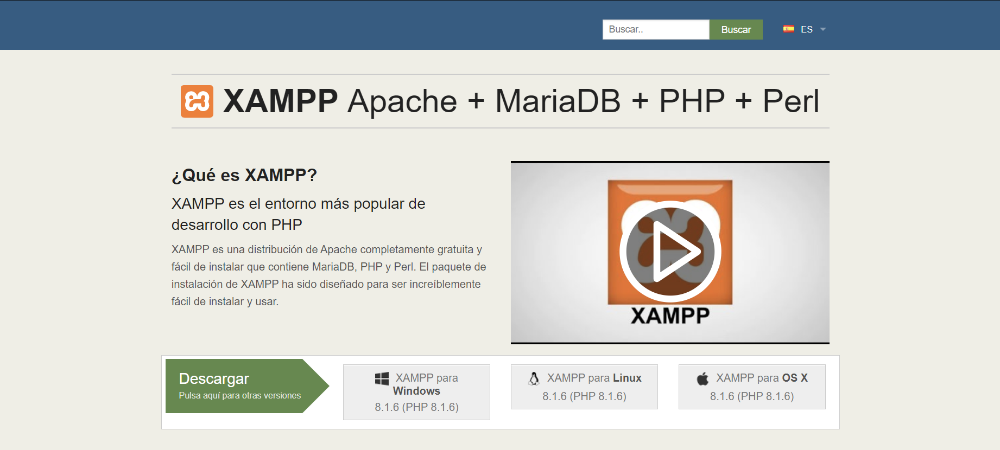 Buscar..
Buscar
ES
XAMPP Apache + MariaDB + PHP + Perl
¿Qué es XAMPP?
XAMPP es el entorno más popular de
desarrollo con PHP
XAMPP es una distribución de Apache completamente gratuita y
fácil de instalar que contiene MariaDB, PHP y Perl. El paquete de
instalación de XAMPP ha sido diseñado para ser increíblemente
fácil de instalar y usar.
XAMPP
Descargar
Pulsa aquí para otras versiones
XAMPP para
Windows
8.1.6 (PHP 8.1.6)
XAMPP para Linux
8.1.6 (PHP 8.1.6)
XAMPP para OS X
8.1.6 (PHP 8.1.6)